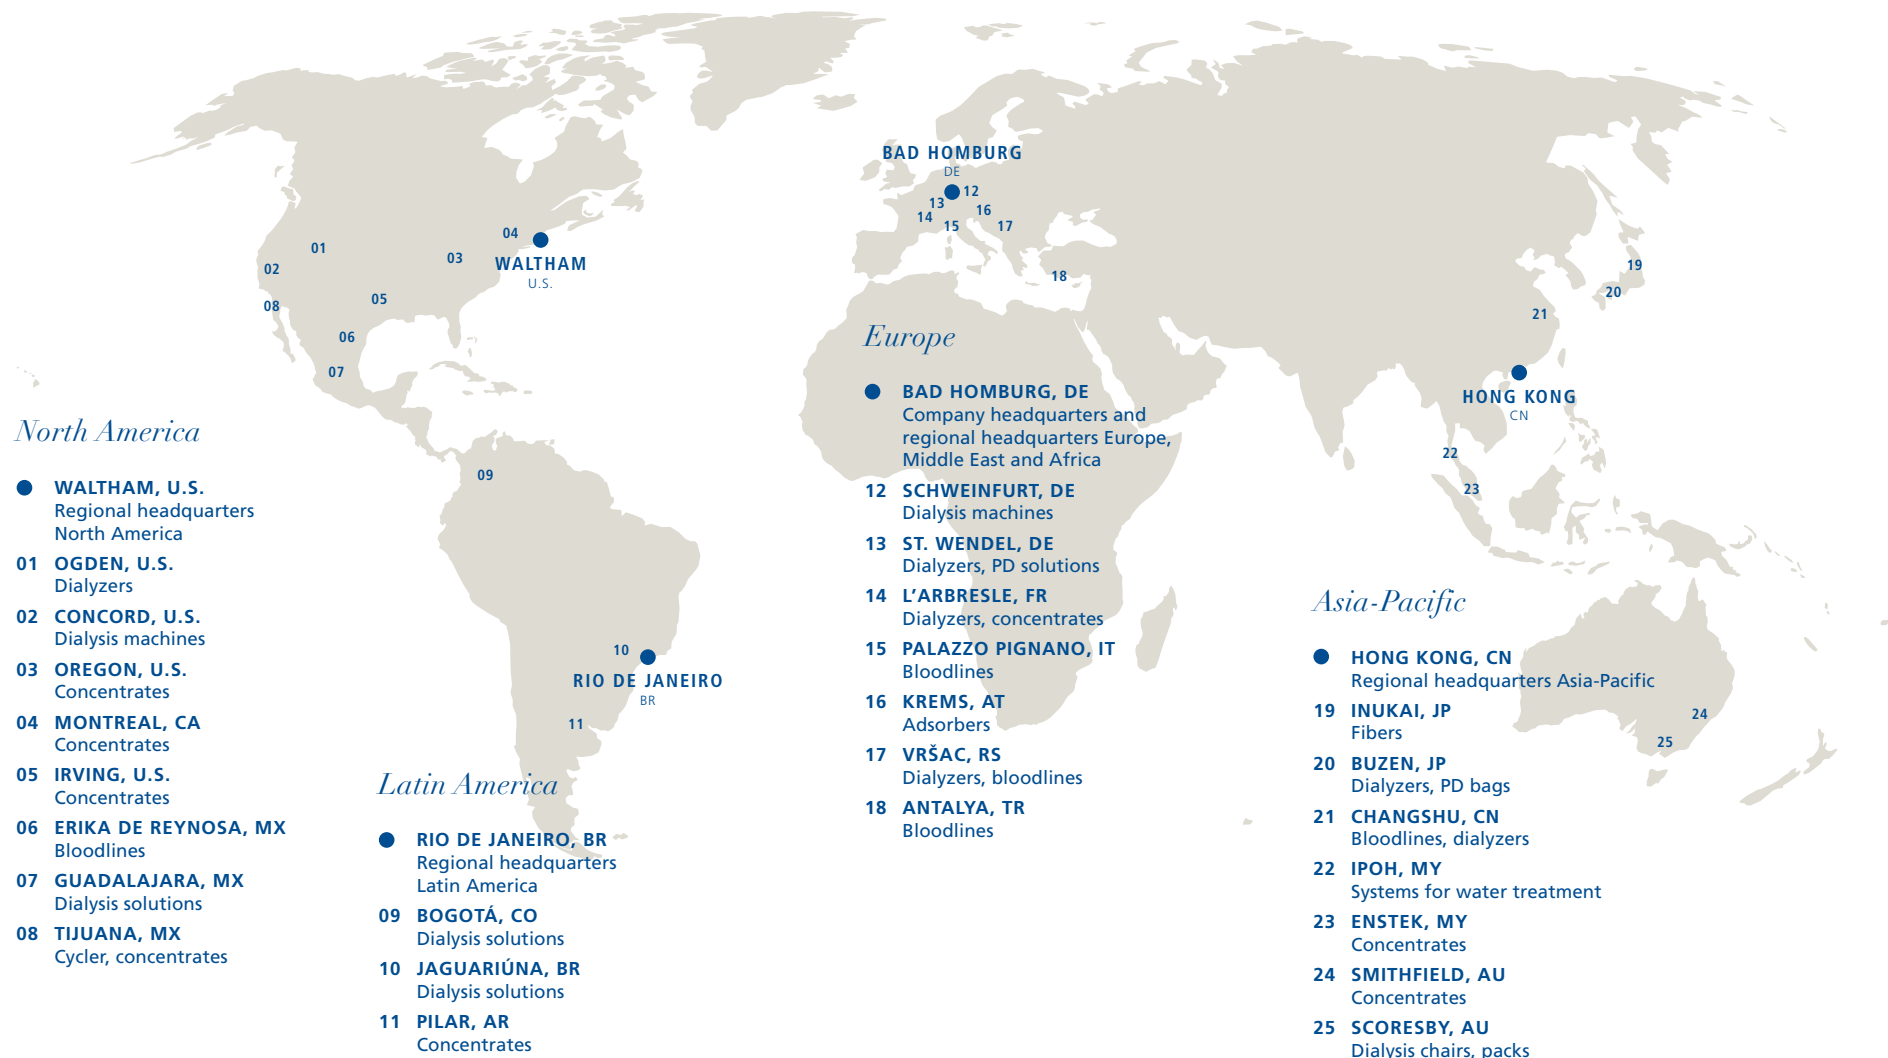 BAD HOMBURG
DE
12
13
14
16
15
17
18
01
02
03
04
WALTHAM
U.S.
05
08
06
07
19
20
21
HONG KONG
CN
22
23
09
10
RIO DE JANEIRO
BR
11
24
25
North America
WALTHAM, U.S.
Regional headquarters
North America
01 OGDEN, U.S.
Dialyzers
02 CONCORD, U.S.
Dialysis machines
03 OREGON, U.S.
Concentrates
04 MONTREAL, CA
Concentrates
05 IRVING, U.S.
Concentrates
06 ERIKA DE REYNOSA, MX
Bloodlines
07 GUADALAJARA, MX
Dialysis solutions
08 TIJUANA, MX
Cycler, concentrates
Latin America
RIO DE JANEIRO, BR
Regional headquarters
Latin America
09 BOGOTÁ, CO
Dialysis solutions
10 JAGUARIÚNA, BR
Dialysis solutions
11 PILAR, AR
Concentrates
Europe
BAD HOMBURG, DE
Company headquarters and
regional headquarters Europe,
Middle East and Africa
12 SCHWEINFURT, DE
Dialysis machines
13 ST. WENDEL, DE
Dialyzers, PD solutions
14 L’ARBRESLE, FR
Dialyzers, concentrates
15 PALAZZO PIGNANO, IT
Bloodlines
16 KREMS, AT
Adsorbers
17 VRŠAC, RS
Dialyzers, bloodlines
18 ANTALYA, TR
Bloodlines
Asia-Pacific
HONG KONG, CN
Regional headquarters Asia-Pacific
19 INUKAI, JP
Fibers
20 BUZEN, JP
Dialyzers, PD bags
21 CHANGSHU, CN
Bloodlines, dialyzers
22 IPOH, MY
Systems for water treatment
23 ENSTEK, MY
Concentrates
24 SMITHFIELD, AU
Concentrates
25 SCORESBY, AU
Dialysis chairs, packs